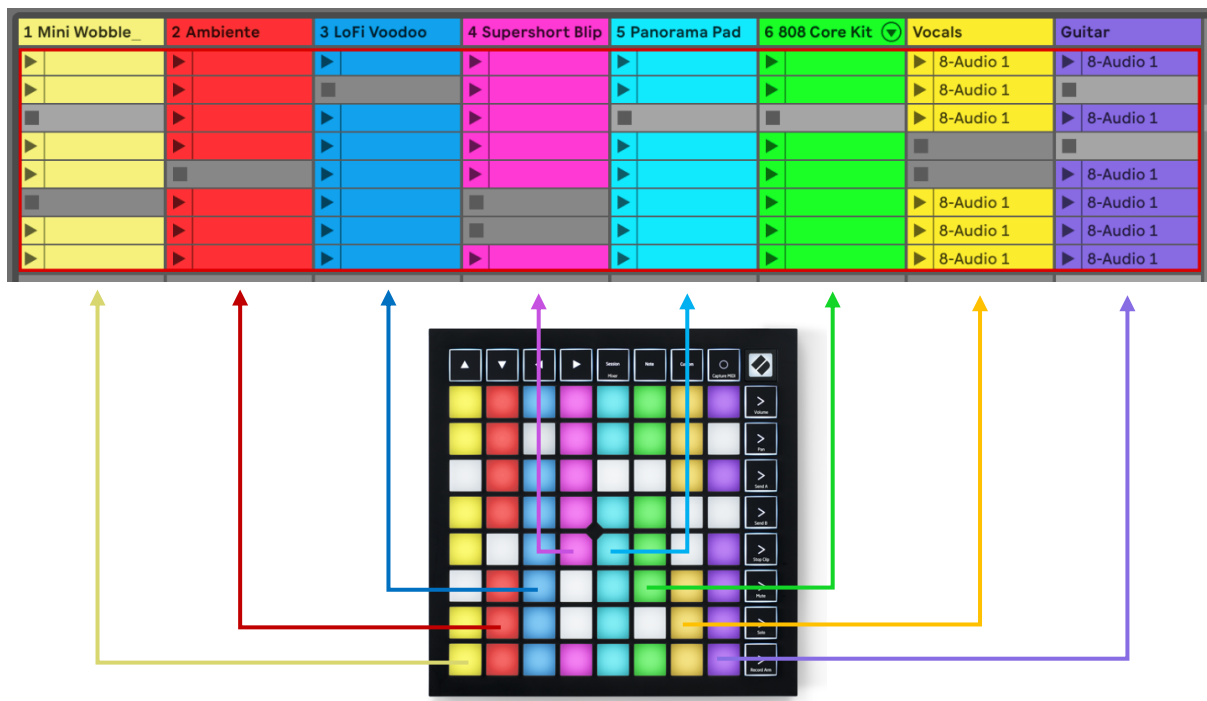 1 Mini Wobble_ 2 Ambiente 3 LoFi Voodoo 4 Supershort Blip 5 Panorama Pad 6 808 Core Kit Vocals Guitar
8-Audio 1 8-Audio 1
8-Audio 1
8-Audio 1 8-Audio 1
8-Audio 1
8-Audio 1 8-Audio 1
8-Audio 1 8-Audio 1
8-Audio 1 8-Audio 1
Session Note
Mixer Capture MIDI
Volume
Pan
Send A
Send B
Stop Clip
Mute
Solo
Record Arm